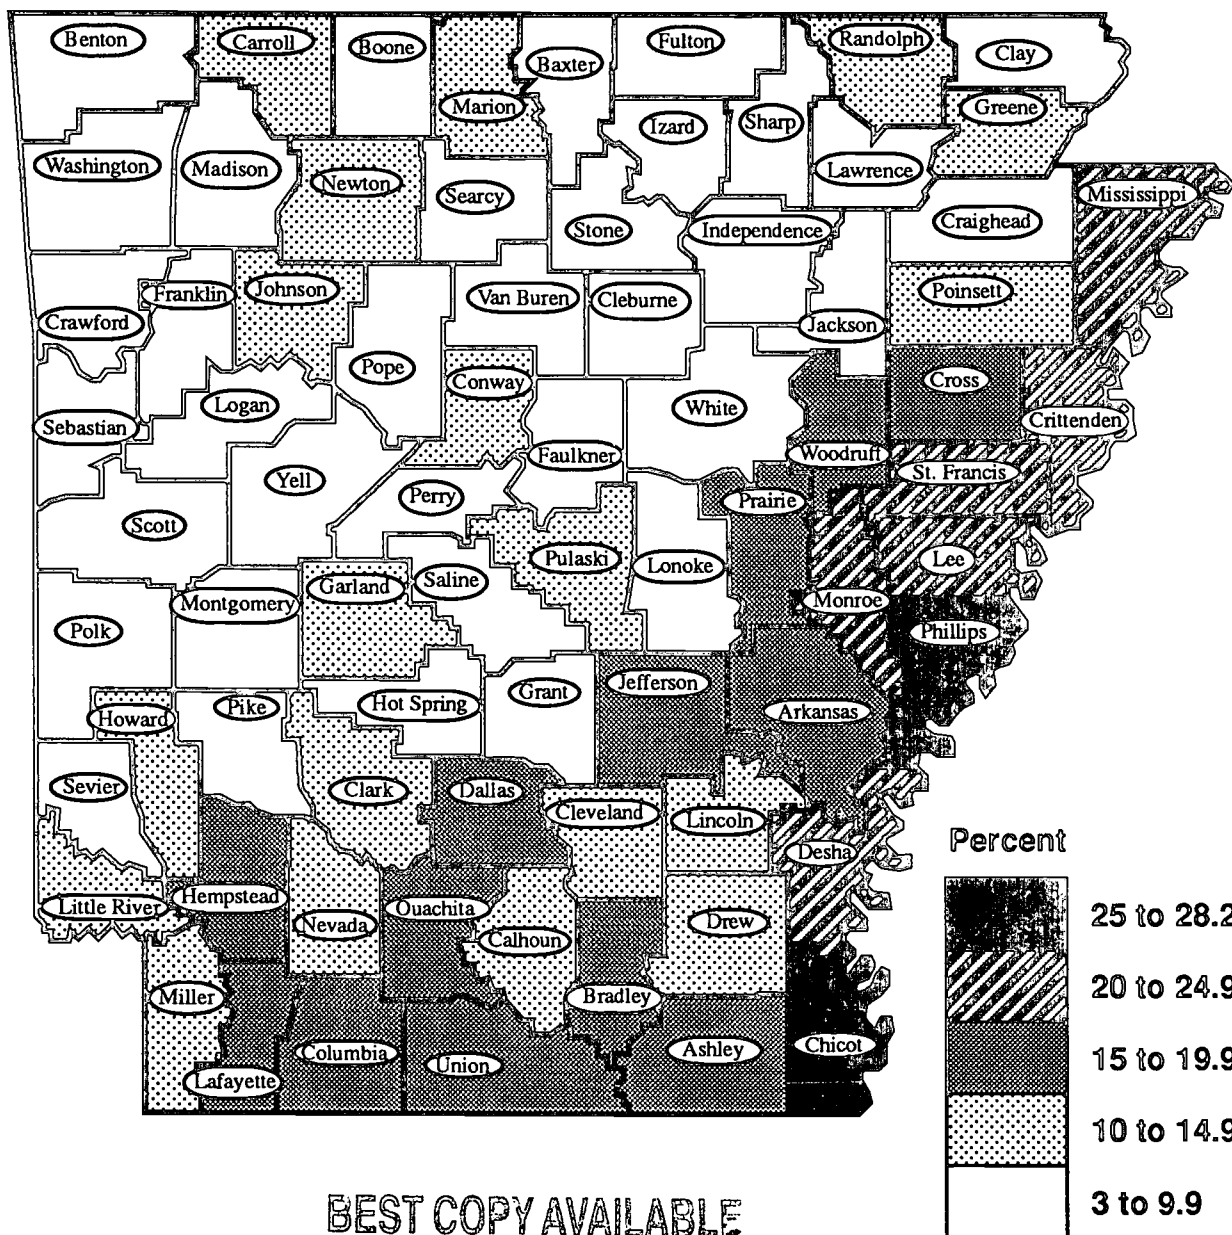 Benton
Carroll
Boone
Baxter
Fulton
Randolph
Clay
Marion
Izard
Sharp
Greene
Washington
Madison
Newton
Searcy
Lawrence
Mississippi
Stone
Independence
Craighead
Franklin
Johnson
Van Buren
Cleburne
Poinsett
Crawford
Jackson
Pope
Conway
Cross
Logan
White
Sebastian
Crittenden
Faulkner
Woodruff
St. Francis
Yell
Perry
Prairie
Scott
Pulaski
Lonoke
Lee
Garland
Saline
Montgomery
Monroe
Polk
Phillips
Jefferson
Grant
Hot Spring
Howard
Pike
Arkansas
Sevier
Clark
Dallas
Cleveland
Lincoln
Desha
Little River
Hempstead
Nevada
Ouachita
Calhoun
Drew
Miller
Bradley
Columbia
Union
Ashley
Chicot
Lafayette
Percent
25 to 28.2
20 to 24.9
15 to 19.9
10 to 14.9
3 to 9.9
BEST COPY AVAILABLE